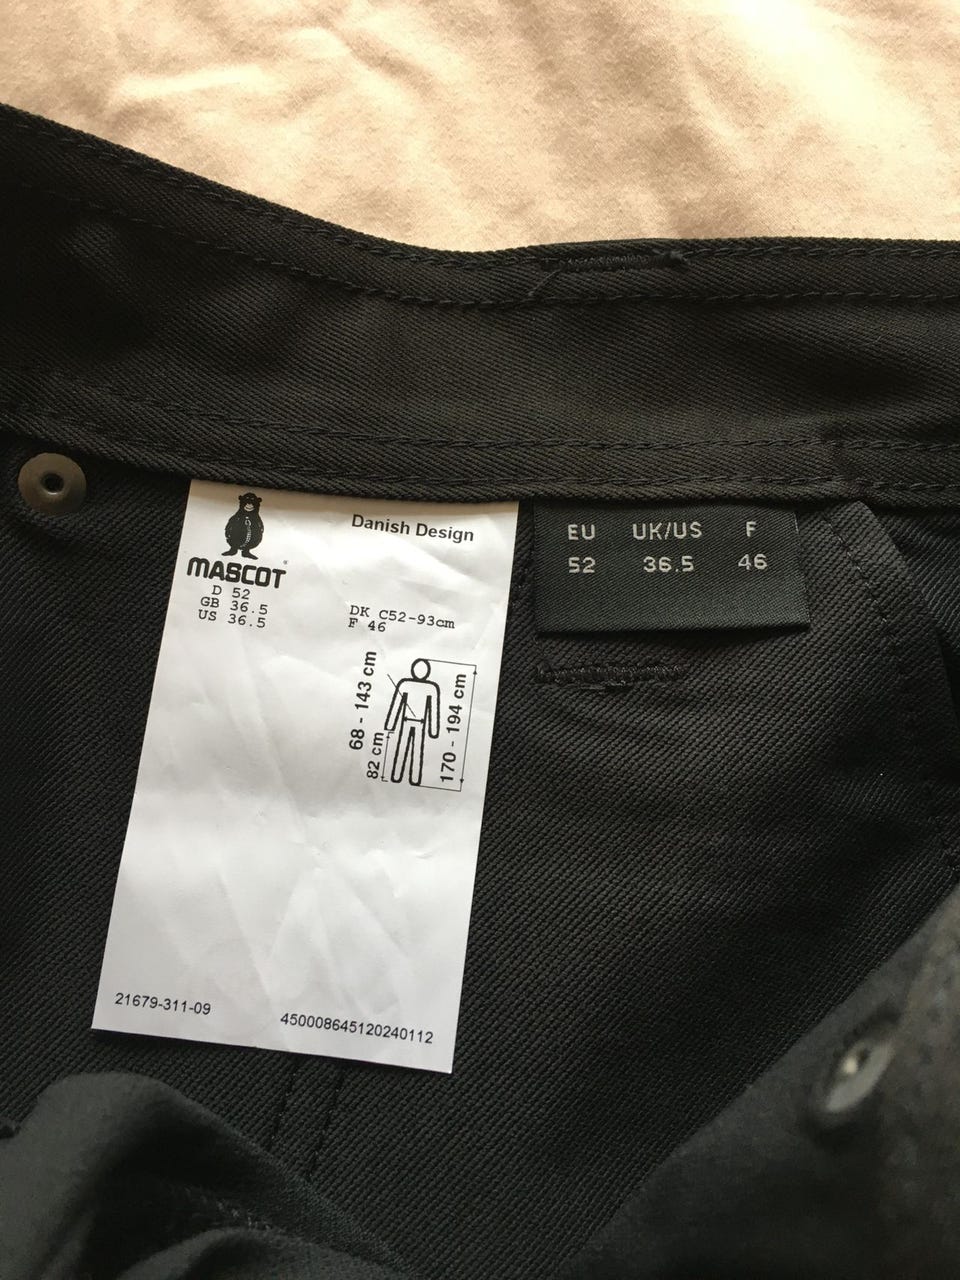 Danish Design
MASCOT
D 52
GB 36.5
US 36.5
DK C52-93cm
F 46
68 - 143 cm
82 cm
170 - 194 cm
21679-311-09
450008645120240112
EU UK/US F
52 36.5 46